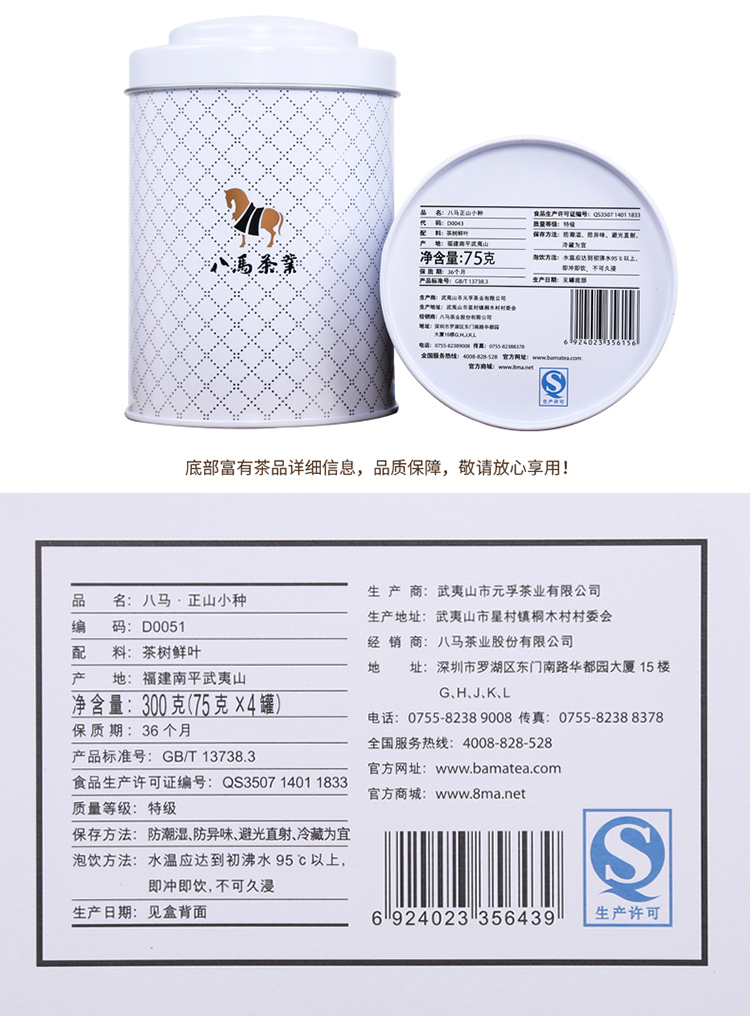 八馬茶業
品 名：八马正山小种
代 码：D0043
配 料：茶树鲜叶
产 地：福建南平武夷山
净含量:75克
保 质 期：36个月
产品标准号：GB/T 13738.3
食品生产许可证编号：QS3507 1401 1833
质量等级：特级
保存方法：防潮湿、防异味、避光直射、
冷藏为宜
泡饮方法：水温应达到初沸水95℃以上，
即冲即饮，不可久浸
生产日期：见罐底部
生产商：武夷山市元孚茶业有限公司
生产地址：武夷山市星村镇桐木村村委会
经销商：八马茶业股份有限公司
地址：深圳市罗湖区东门南路华都园
大厦15楼G,H,J,K,L
电话：0755-82389008 传真：0755-82388378
全国服务热线：4008-828-528 官方网址：www.bamatea.com
官方商城：www.8ma.net
6 924023 356156
生产许可
底部富有茶品详细信息，品质保障，敬请放心享用！
品 名：八马·正山小种
编 码：D0051
配 料：茶树鲜叶
产 地：福建南平武夷山
净含量：300克(75克×4罐)
保 质 期：36个月
产品标准号：GB/T 13738.3
食品生产许可证编号：QS3507 1401 1833
质量等级：特级
保存方法：防潮湿、防异味、避光直射、冷藏为宜
泡饮方法：水温应达到初沸水95℃以上，
即冲即饮，不可久浸
生产日期：见盒背面
生 产 商：武夷山市元孚茶业有限公司
生产地址：武夷山市星村镇桐木村村委会
经 销 商：八马茶业股份有限公司
地 址：深圳市罗湖区东门南路华都园大厦15楼
G,H,J,K,L
电话：0755-8238 9008 传真：0755-8238 8378
全国服务热线：4008-828-528
官方网址：www.bamatea.com
官方商城：www.8ma.net
6 924023 356439
生产许可